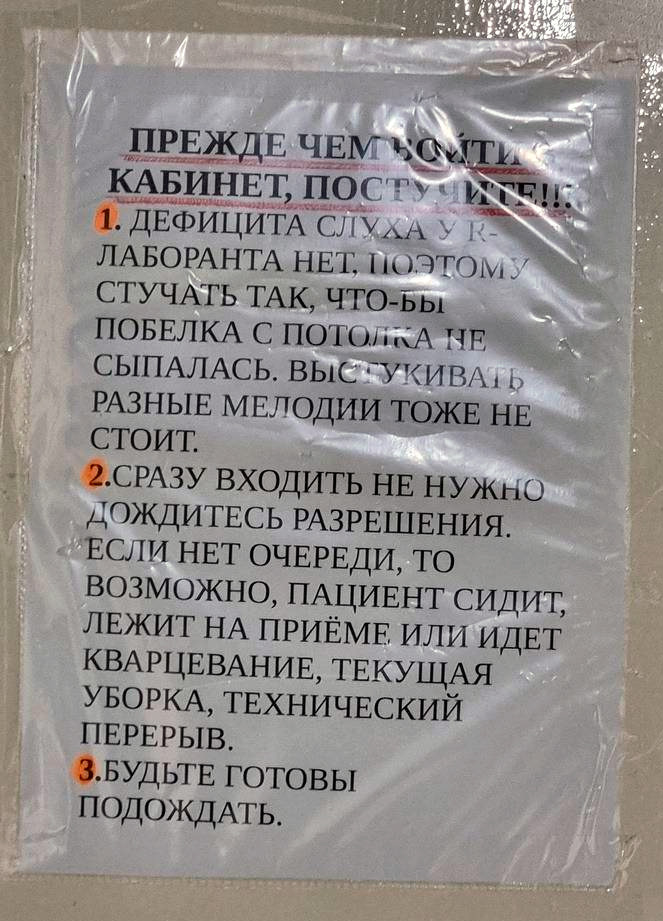 ПРЕЖДЕ ЧЕМ ВОЙТИ В
КАБИНЕТ, ПОСТУЧИТЕ!!!
1. ДЕФИЦИТА СЛУХА У R-
ЛАБОРАНТА НЕТ, ПОЭТОМУ
СТУЧАТЬ ТАК, ЧТО-БЫ
ПОБЕЛКА С ПОТОЛКА НЕ
СЫПАЛАСЬ. ВЫСТУКИВАТЬ
РАЗНЫЕ МЕЛОДИИ ТОЖЕ НЕ
СТОИТ.
2.СРАЗУ ВХОДИТЬ НЕ НУЖНО
ДОЖДИТЕСЬ РАЗРЕШЕНИЯ.
ЕСЛИ НЕТ ОЧЕРЕДИ, ТО
ВОЗМОЖНО, ПАЦИЕНТ СИДИТ,
ЛЕЖИТ НА ПРИЁМЕ ИЛИ ИДЕТ
КВАРЦЕВАНИЕ, ТЕКУЩАЯ
УБОРКА, ТЕХНИЧЕСКИЙ
ПЕРЕРЫВ.
3.БУДЬТЕ ГОТОВЫ
ПОДОЖДАТЬ.